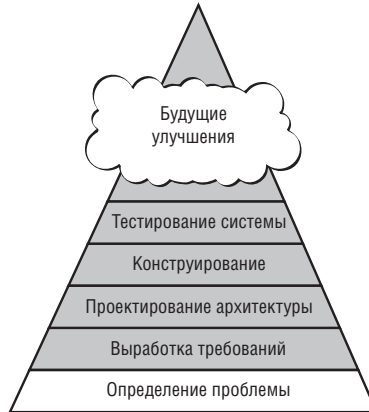 Будущие
улучшения
Тестирование системы
Конструирование
Проектирование архитектуры
Выработка требований
Определение проблемы